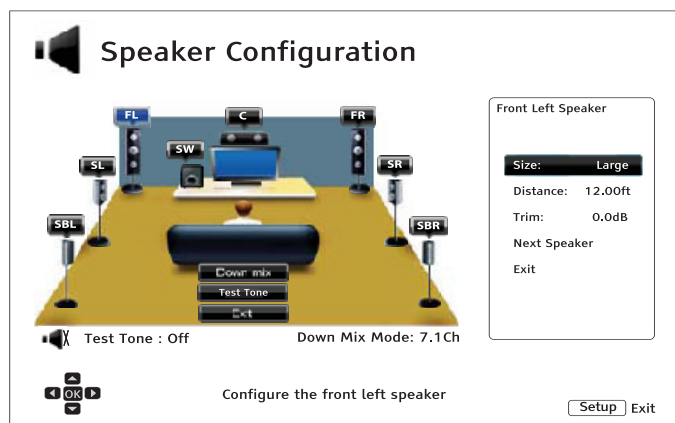 Speaker Configuration
FL
C
FR
SW
SL
SR
SBL
SBR
Down mix
Test Tone
Exit
Test Tone : Off
Down Mix Mode: 7.1Ch
Front Left Speaker
Size: Large
Distance: 12.00ft
Trim: 0.0dB
Next Speaker
Exit
OK
Configure the front left speaker
Setup Exit